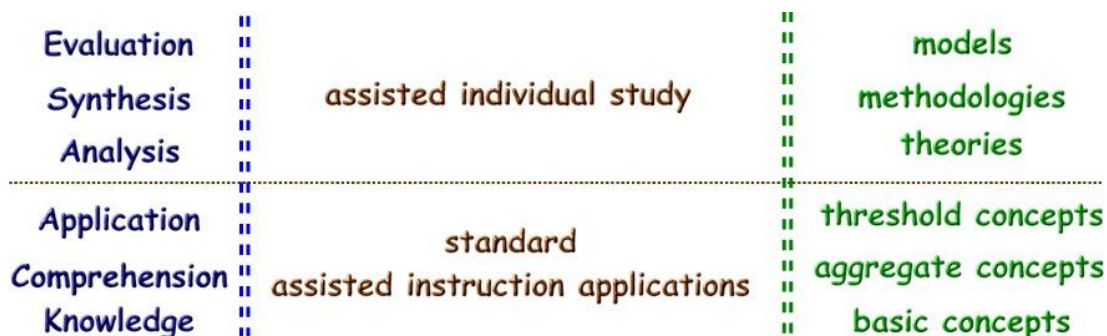 Evaluation
Synthesis
Analysis
assisted individual study
models
methodologies
theories
Application
Comprehension
Knowledge
standard
assisted instruction applications
threshold concepts
aggregate concepts
basic concepts